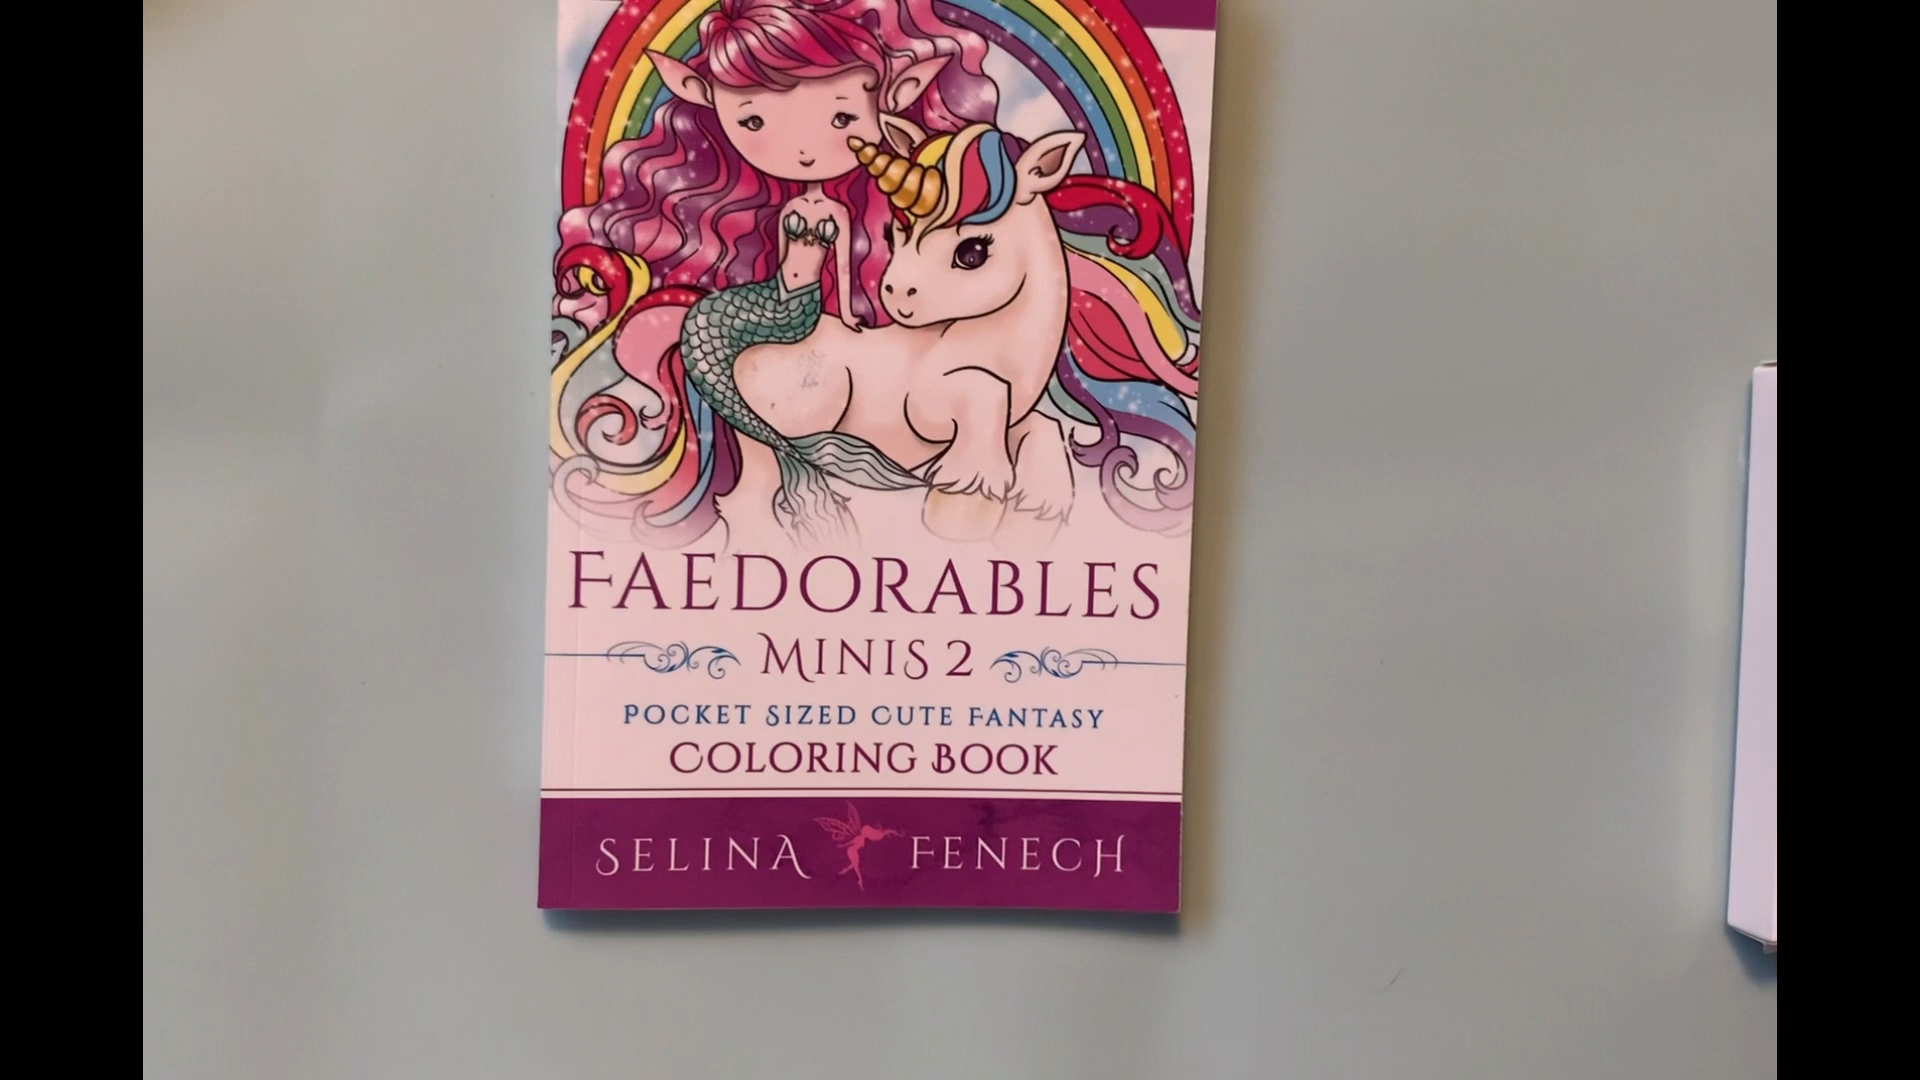 FAEDORABLES
MINIS 2
POCKET SIZED CUTE FANTASY
COLORING BOOK
SELINA FENECH